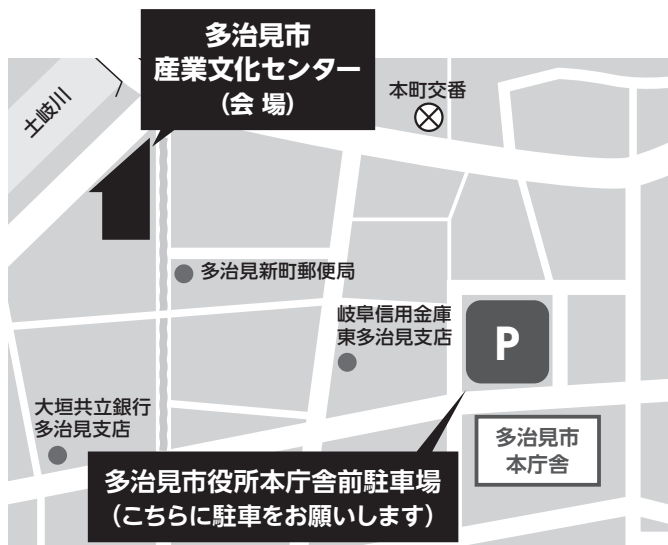 多治見市
産業文化センター
（会 場）
土岐川
本町交番
多治見新町郵便局
岐阜信用金庫
東多治見支店
P
大垣共立銀行
多治見支店
多治見市
本庁舎
多治見市役所本庁舎前駐車場
（こちらに駐車をお願いします）